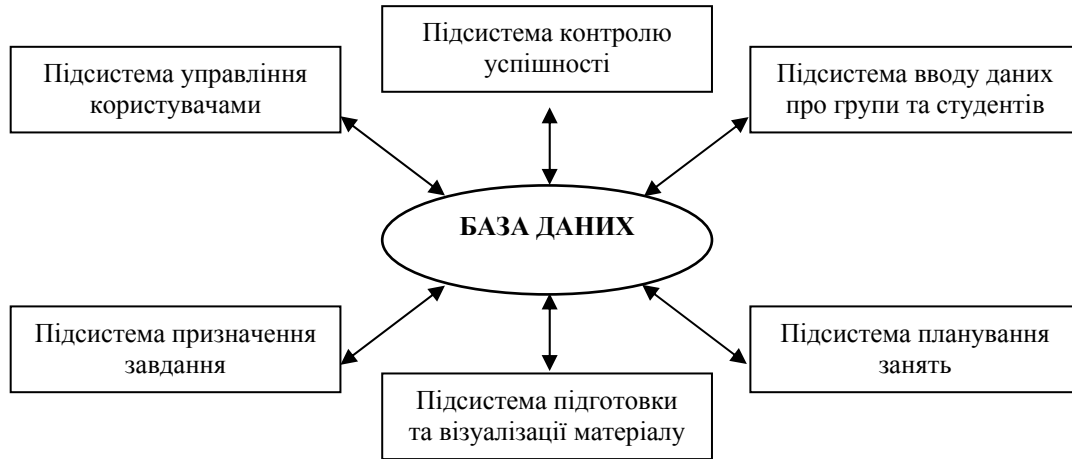 Підсистема управління
користувачами
Підсистема контролю
успішності
Підсистема вводу даних
про групи та студентів
БАЗА ДАНИХ
Підсистема призначення
завдання
Підсистема підготовки
та візуалізації матеріалу
Підсистема планування
занять